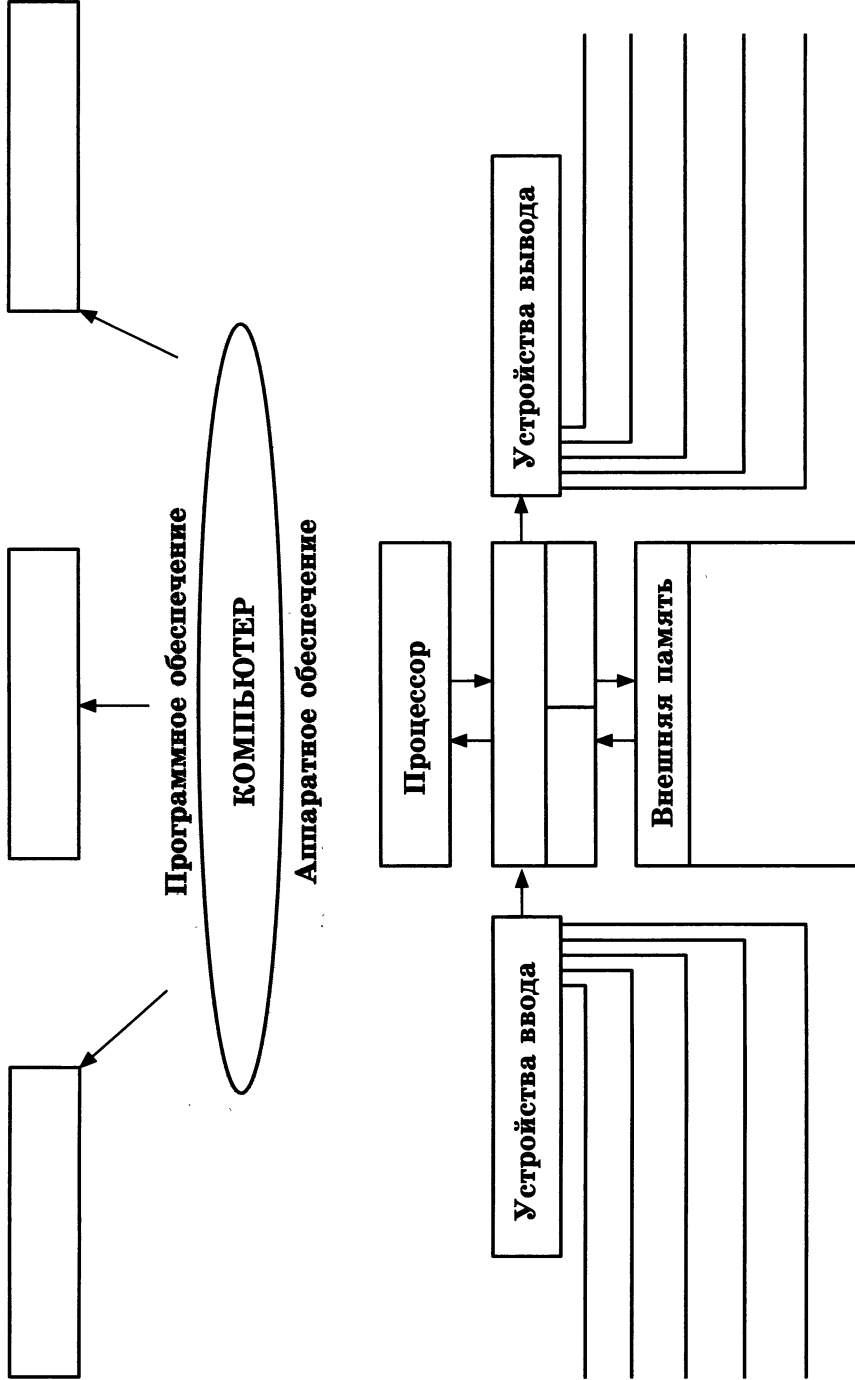 Программное обеспечение
КОМПЬЮТЕР
Аппаратное обеспечение
Процессор
Устройства ввода
Устройства вывода
Внешняя память